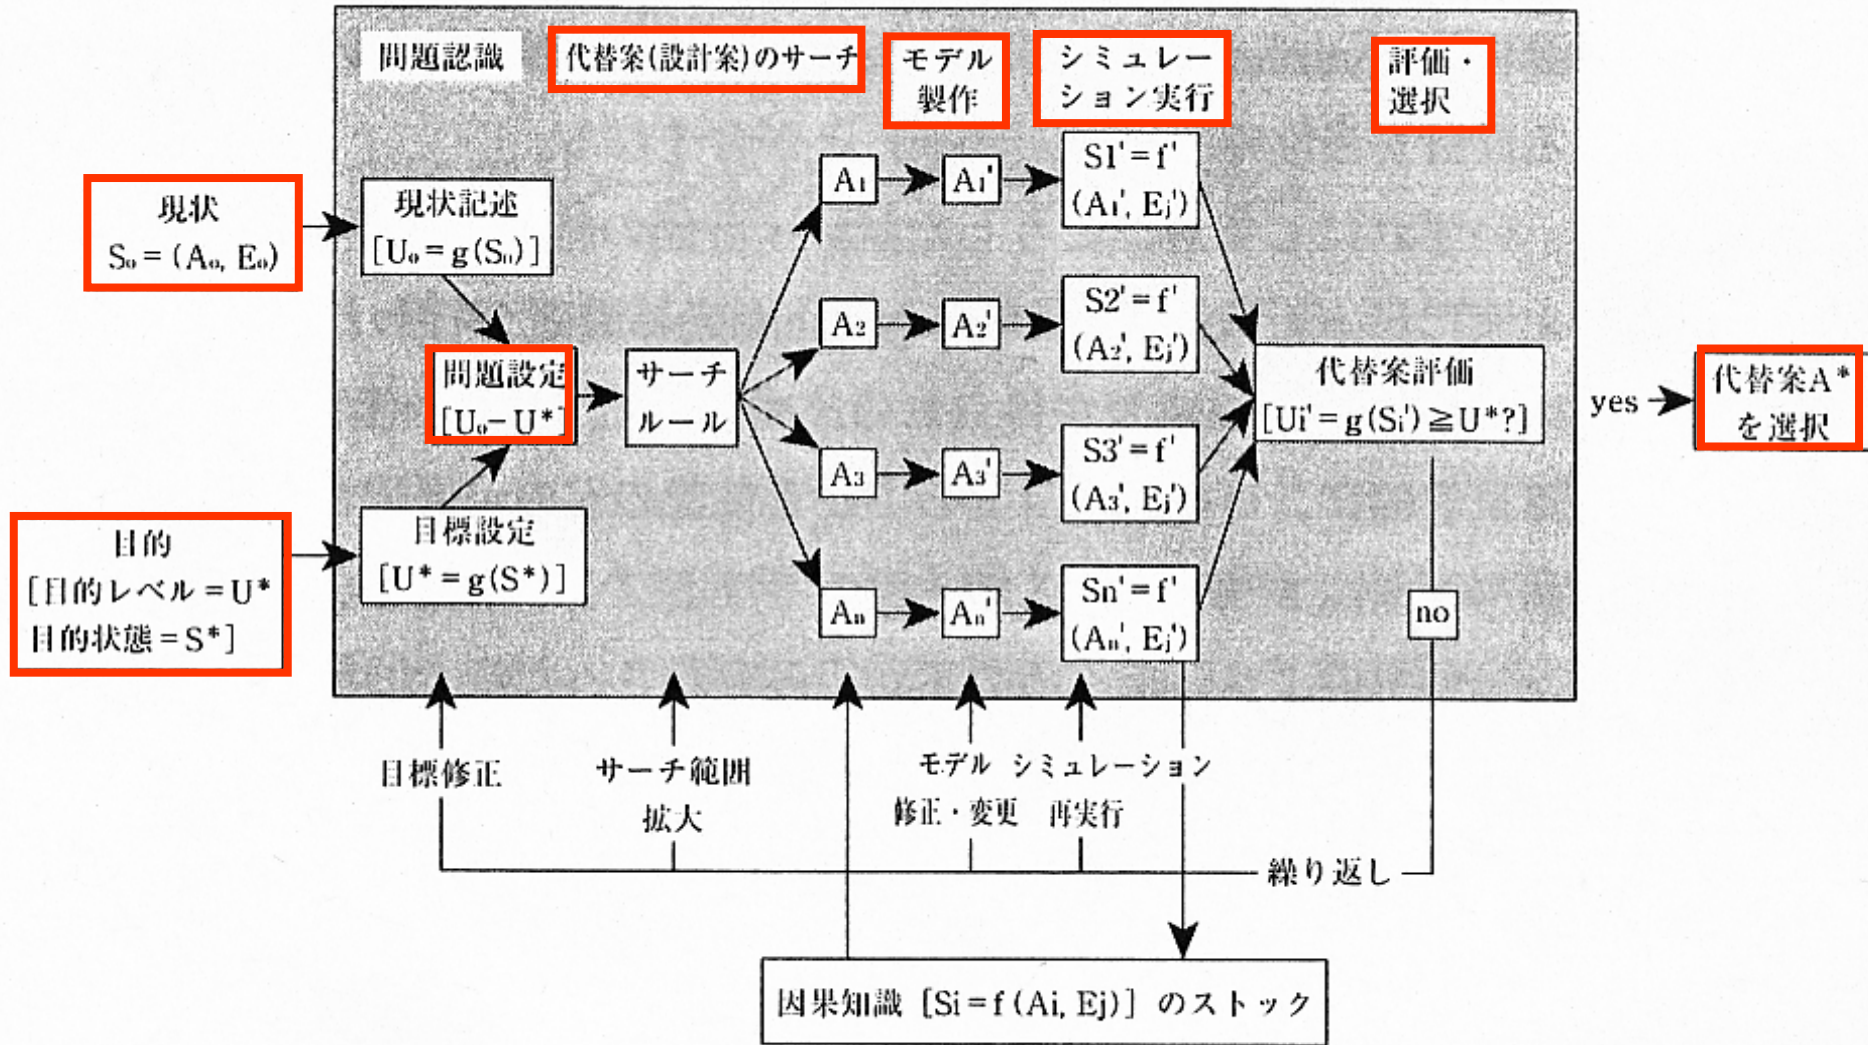 問題認識
代替案(設計案)のサーチ
モデル
製作
シミュレー
ション実行
評価・
選択
現状
S₀=(A₀, E₀)
現状記述
[U₀=g(S₀)]
問題設定
[U₀-U*]
目的
[目的レベル=U*
目的状態=S*]
目標設定
[U*=g(S*)]
サーチ
ルール
A₁
A₁'
S1'=f'
(A₁', Eⱼ')
A₂
A₂'
S2'=f'
(A₂', Eⱼ')
A₃
A₃'
S3'=f'
(A₃', Eⱼ')
Aₙ
Aₙ'
Sn'=f'
(Aₙ', Eⱼ')
代替案評価
[Ui'=g(Sᵢ')≧U*?]
yes
代替案A*
を選択
no
目標修正
サーチ範囲
拡大
モデル
修正・変更
シミュレーション
再実行
繰り返し
因果知識 [Si=f(Ai, Ej)] のストック